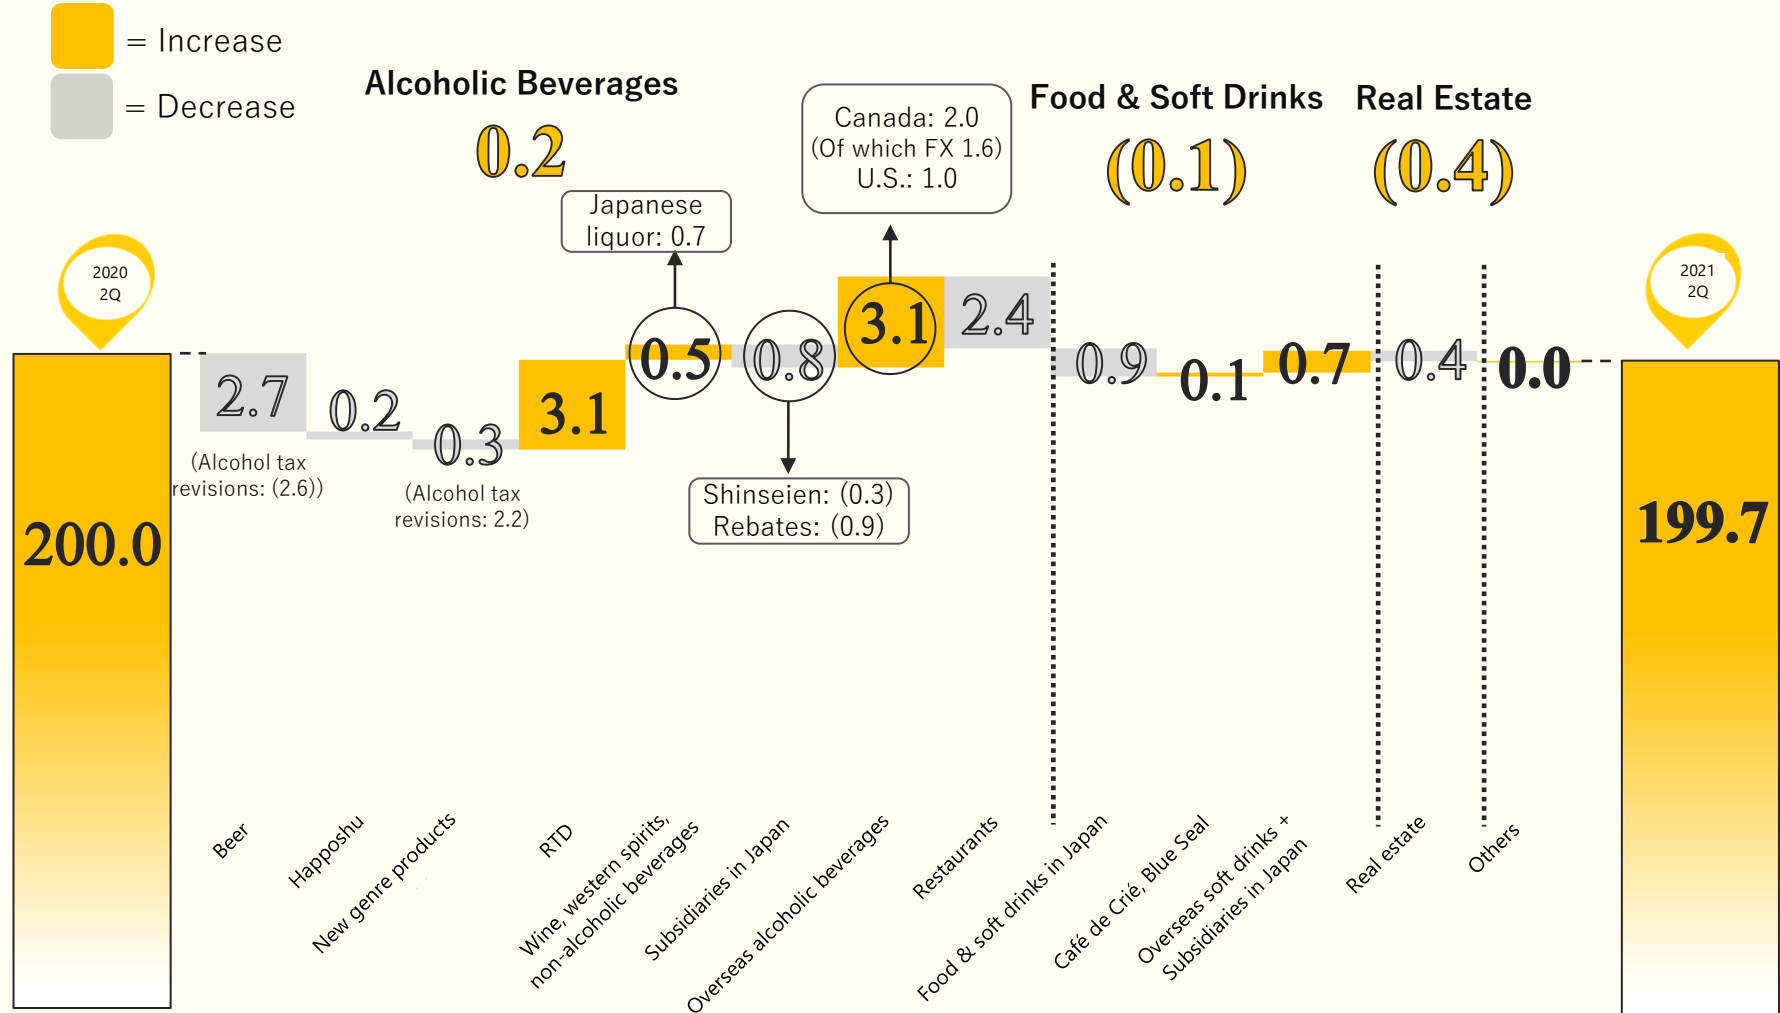 = Increase
= Decrease
Alcoholic Beverages
0.2
Food & Soft Drinks
(0.1)
Real Estate
(0.4)
Canada: 2.0
(Of which FX 1.6)
U.S.: 1.0
Japanese
liquor: 0.7
2020
2Q
2021
2Q
200.0
2.7
0.2
0.3
3.1
0.5
0.8
3.1
2.4
0.9
0.1
0.7
0.4
0.0
199.7
(Alcohol tax
revisions: (2.6))
(Alcohol tax
revisions: 2.2)
Shinseien: (0.3)
Rebates: (0.9)
Beer
Happoshu
New genre products
RTD
Wine, western spirits,
non-alcoholic beverages
Subsidiaries in Japan
Overseas alcoholic beverages
Restaurants
Food & soft drinks in Japan
Café de Crié, Blue Seal
Overseas soft drinks +
Subsidiaries in Japan
Real estate
Others